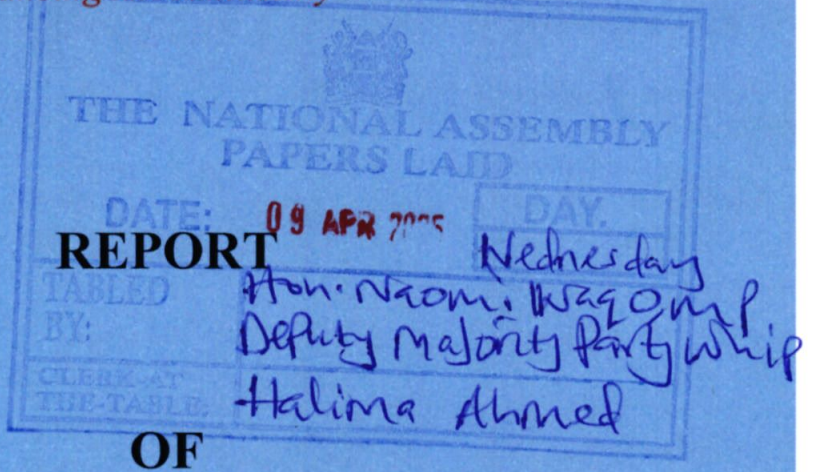 THE NATIONAL ASSEMBLY
PAPERS LAID
DATE: 09 APR 2025 DAY.
REPORT Wednesday
TABLED BY: Hon. Naomi Waqo, MP
Deputy Majority Party Whip
CLERK-AT THE-TABLE: Halima Ahmed
OF